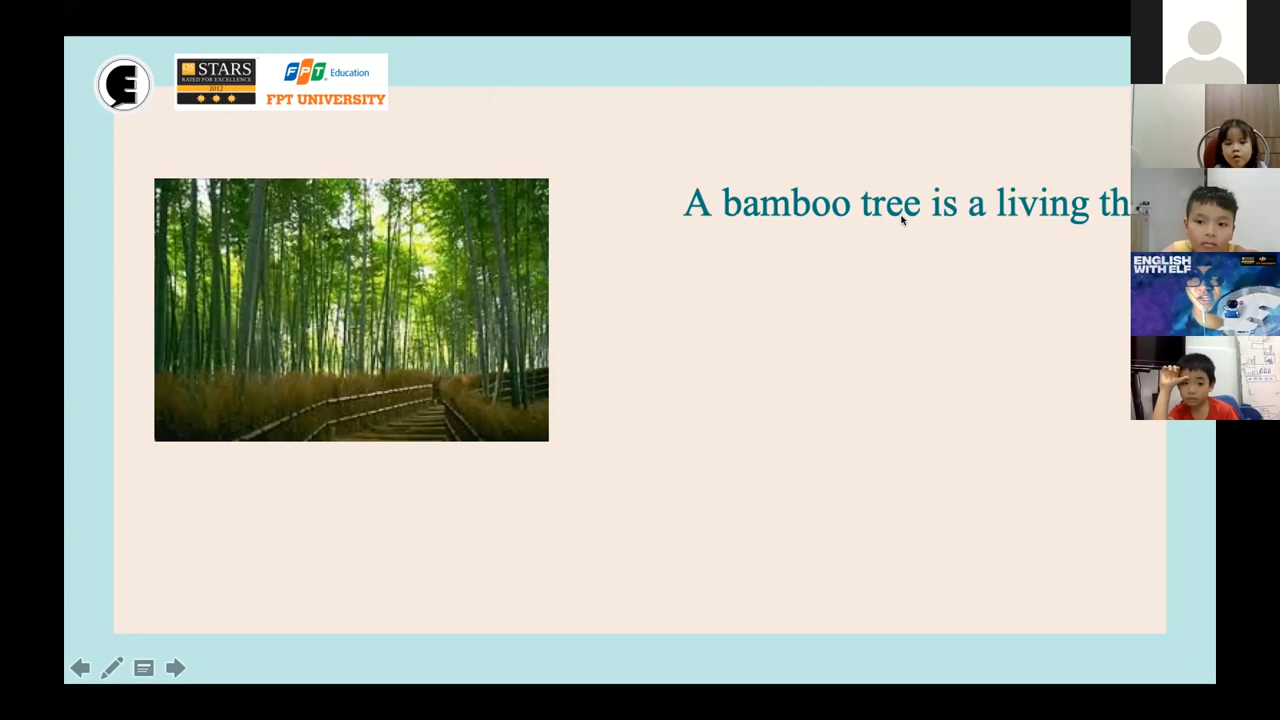 STARS
RATED FOR EXCELLENCE
2012
FPT Education
FPT UNIVERSITY
A bamboo tree is a living th
ENGLISH
WITH ELF